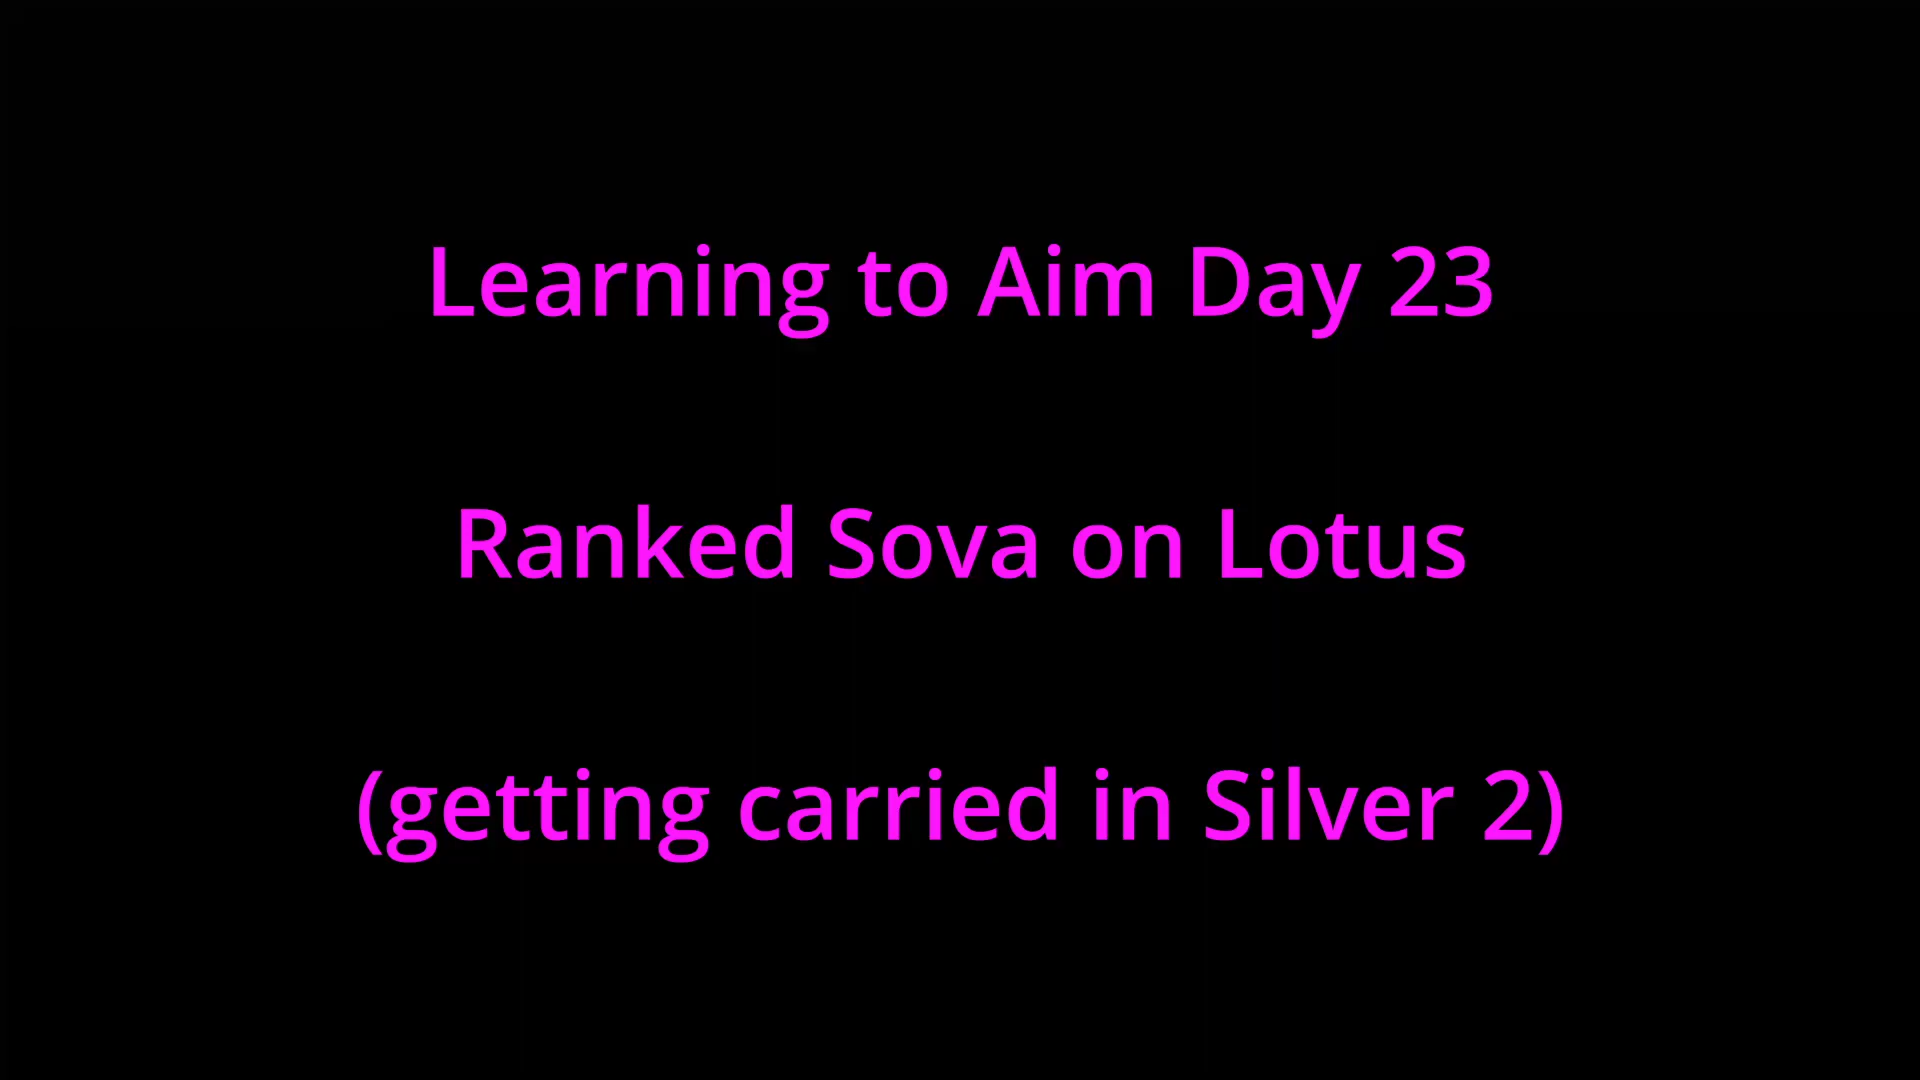 Learning to Aim Day 23
Ranked Sova on Lotus
(getting carried in Silver 2)